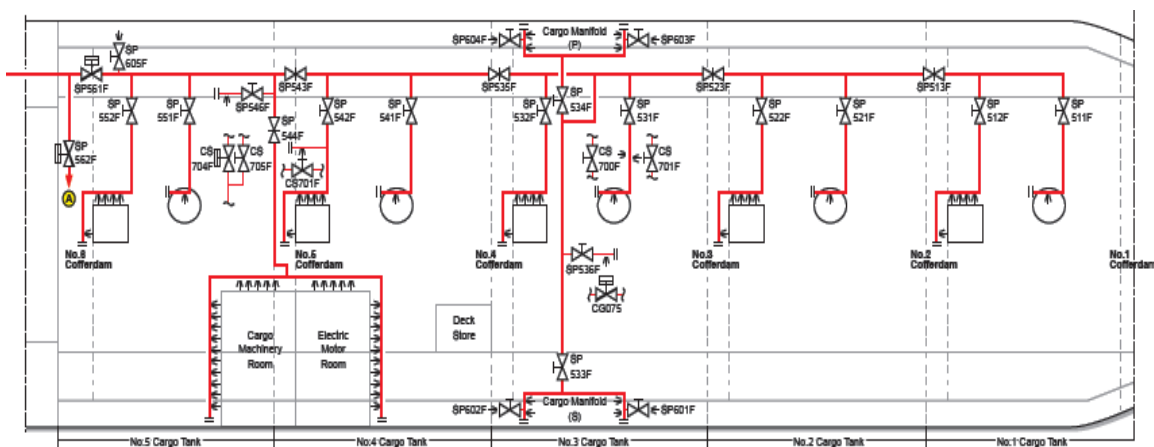 Cargo Manifold
(P)
SP604F
SP603F
SP
605F
SP561F
SP543F
SP535F
SP523F
SP513F
SP
552F
SP
551F
SP546F
SP
544F
SP
542F
SP
541F
SP
532F
SP
534F
SP
531F
SP
522F
SP
521F
SP
512F
SP
511F
SP
562F
CS
704F
CS
705F
CS701F
CS
700F
CS
701F
A
No.6
Cofferdam
No.5
Cofferdam
No.4
Cofferdam
No.3
Cofferdam
No.2
Cofferdam
No.1
Cofferdam
SP536F
CG075
Cargo
Machinery
Room
Electric
Motor
Room
Deck
Store
SP
533F
Cargo Manifold
(S)
SP602F
SP601F
No.5 Cargo Tank
No.4 Cargo Tank
No.3 Cargo Tank
No.2 Cargo Tank
No.1 Cargo Tank